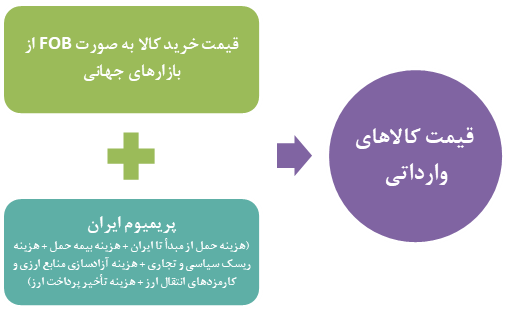 قیمت خرید کالا به صورت FOB از
بازارهای جهانی
قیمت کالاهای
وارداتی
پریمیوم ایران
(هزینه حمل از مبدأ تا ایران + هزینه بیمه حمل + هزینه
ریسک سیاسی و تجاری + هزینه آزادسازی منابع ارزی و
کارمزدهای انتقال ارز + هزینه تأخیر پرداخت ارز)